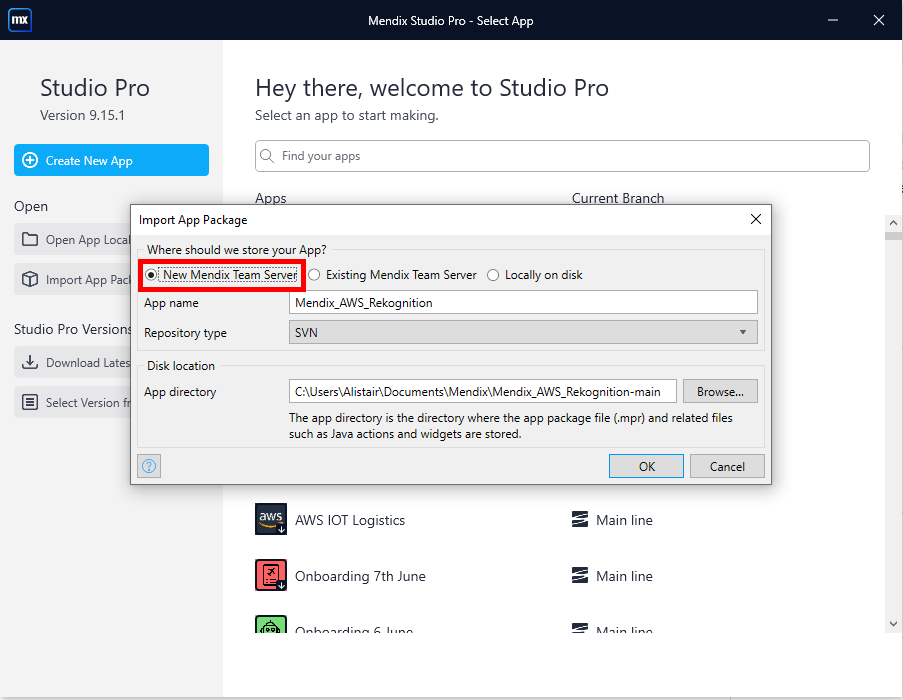 mx
Mendix Studio Pro - Select App
Studio Pro
Version 9.15.1
Create New App
Open
Open App Local
Import App Pack
Studio Pro Versions
Download Lates
Select Version fr
Hey there, welcome to Studio Pro
Select an app to start making.
Find your apps
Apps Current Branch
Import App Package
Where should we store your App?
New Mendix Team Server Existing Mendix Team Server Locally on disk
App name Mendix_AWS_Rekognition
Repository type SVN
Disk location
App directory C:\Users\Alistair\Documents\Mendix\Mendix_AWS_Rekognition-main Browse...
The app directory is the directory where the app package file (.mpr) and related files
such as Java actions and widgets are stored.
? OK Cancel
aws AWS IOT Logistics Main line
Onboarding 7th June Main line
Onboarding 6 June Main line